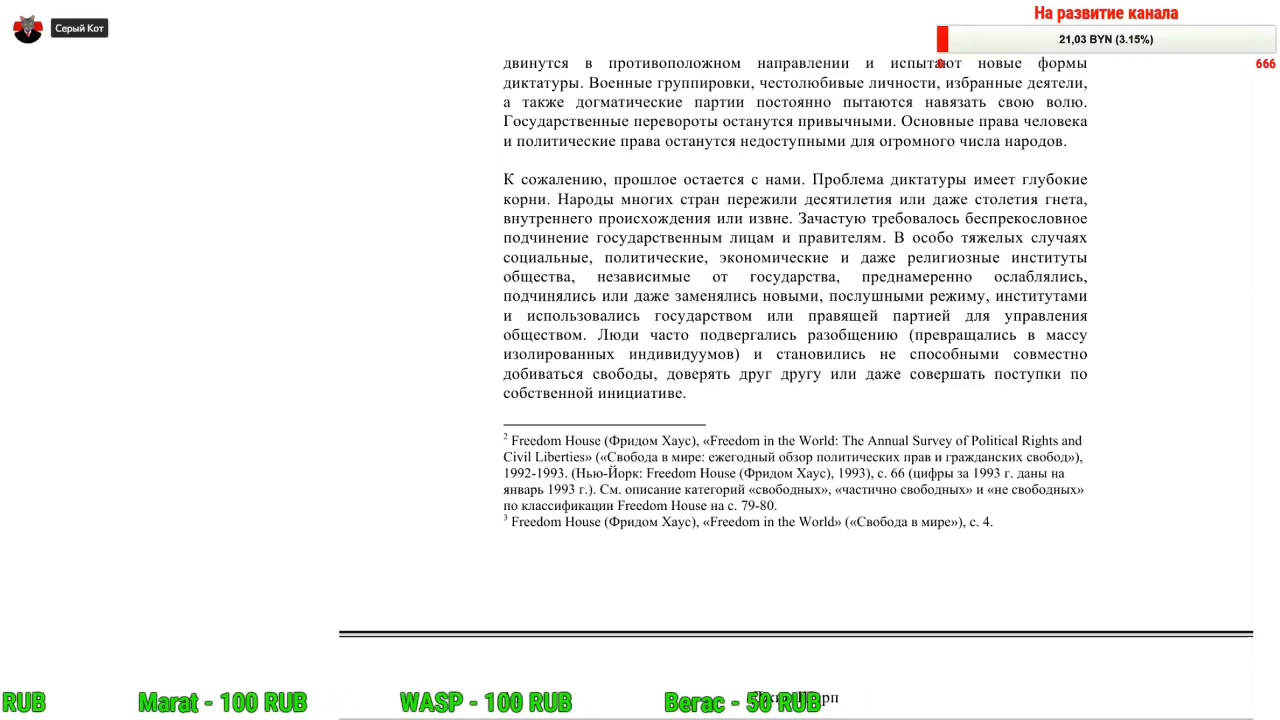 Серый Кот
На развитие канала
21,03 BYN (3.15%)
0
666
двинутся в противоположном направлении и испытают новые формы
диктатуры. Военные группировки, честолюбивые личности, избранные деятели,
а также догматические партии постоянно пытаются навязать свою волю.
Государственные перевороты останутся привычными. Основные права человека
и политические права останутся недоступными для огромного числа народов.
К сожалению, прошлое остается с нами. Проблема диктатуры имеет глубокие
корни. Народы многих стран пережили десятилетия или даже столетия гнета,
внутреннего происхождения или извне. Зачастую требовалось беспрекословное
подчинение государственным лицам и правителям. В особо тяжелых случаях
социальные, политические, экономические и даже религиозные институты
общества, независимые от государства, преднамеренно ослаблялись,
подчинялись или даже заменялись новыми, послушными режиму, институтами
и использовались государством или правящей партией для управления
обществом. Люди часто подвергались разобщению (превращались в массу
изолированных индивидуумов) и становились не способными совместно
добиваться свободы, доверять друг другу или даже совершать поступки по
собственной инициативе.
2 Freedom House (Фридом Хаус), «Freedom in the World: The Annual Survey of Political Rights and
Civil Liberties» («Свобода в мире: ежегодный обзор политических прав и гражданских свобод»),
1992-1993. (Нью-Йорк: Freedom House (Фридом Хаус), 1993), с. 66 (цифры за 1993 г. даны на
январь 1993 г.). См. описание категорий «свободных», «частично свободных» и «не свободных»
по классификации Freedom House на с. 79-80.
3 Freedom House (Фридом Хаус), «Freedom in the World» («Свобода в мире»), с. 4.
RUB Marat - 100 RUB WASP - 100 RUB Вегас - 50 RUB